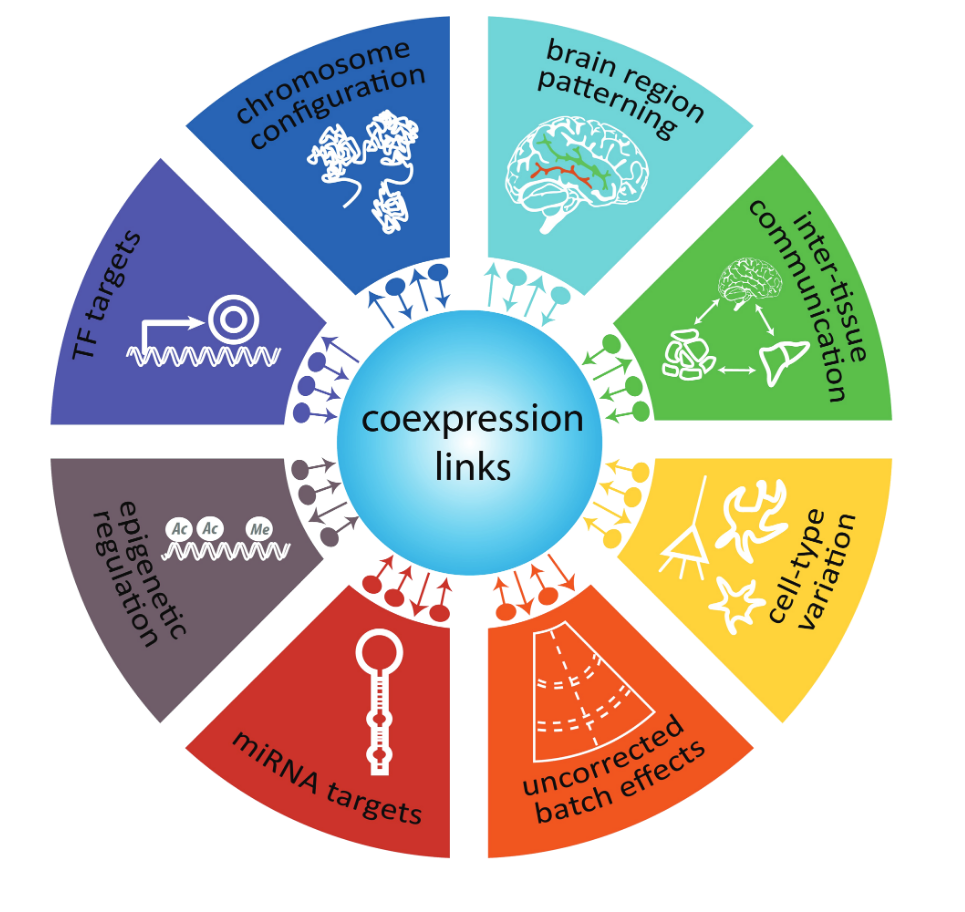 chromosome
configuration
brain region
patterning
inter-tissue
communication
TF targets
coexpression
links
epigenetic
regulation
Ac Ac Me
cell-type
variation
miRNA targets
uncorrected
batch effects